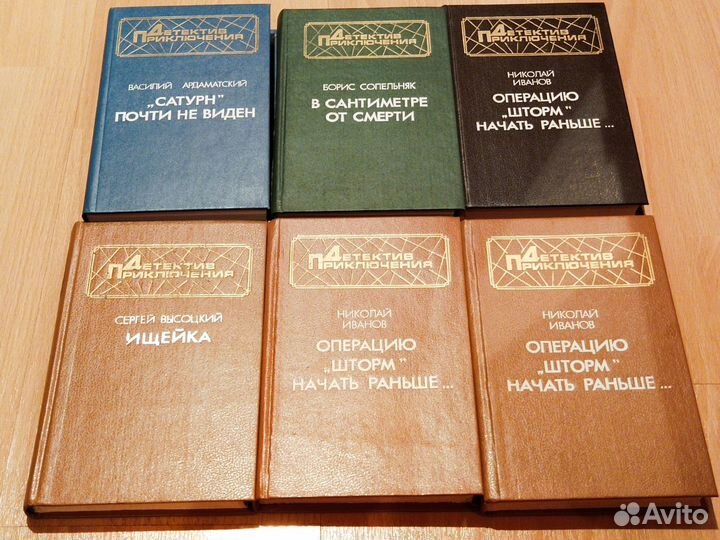 Детектив
Приключения
ВАСИЛИЙ АРДАМАТСКИЙ
„САТУРН"
ПОЧТИ НЕ ВИДЕН
Детектив
Приключения
БОРИС СОПЕЛЬНЯК
В САНТИМЕТРЕ
ОТ СМЕРТИ
Детектив
Приключения
НИКОЛАЙ
ИВАНОВ
ОПЕРАЦИЮ
„ШТОРМ"
НАЧАТЬ РАНЬШЕ...
Детектив
Приключения
СЕРГЕЙ ВЫСОЦКИЙ
ИЩЕЙКА
Детектив
Приключения
НИКОЛАЙ
ИВАНОВ
ОПЕРАЦИЮ
„ШТОРМ"
НАЧАТЬ РАНЬШЕ...
Детектив
Приключения
НИКОЛАЙ
ИВАНОВ
ОПЕРАЦИЮ
„ШТОРМ"
НАЧАТЬ РАНЬШЕ...
Avito